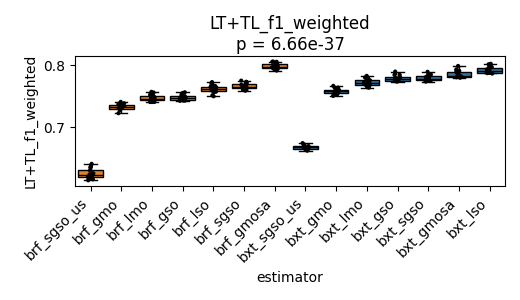 LT+TL_f1_weighted
p = 6.66e-37
LT+TL_f1_weighted
0.8
0.7
brf_sgso_us
brf_gmo
brf_lmo
brf_gso
brf_lso
brf_sgso
brf_gmosa
bxt_sgso_us
bxt_gmo
bxt_lmo
bxt_gso
bxt_sgso
bxt_gmosa
bxt_lso
estimator